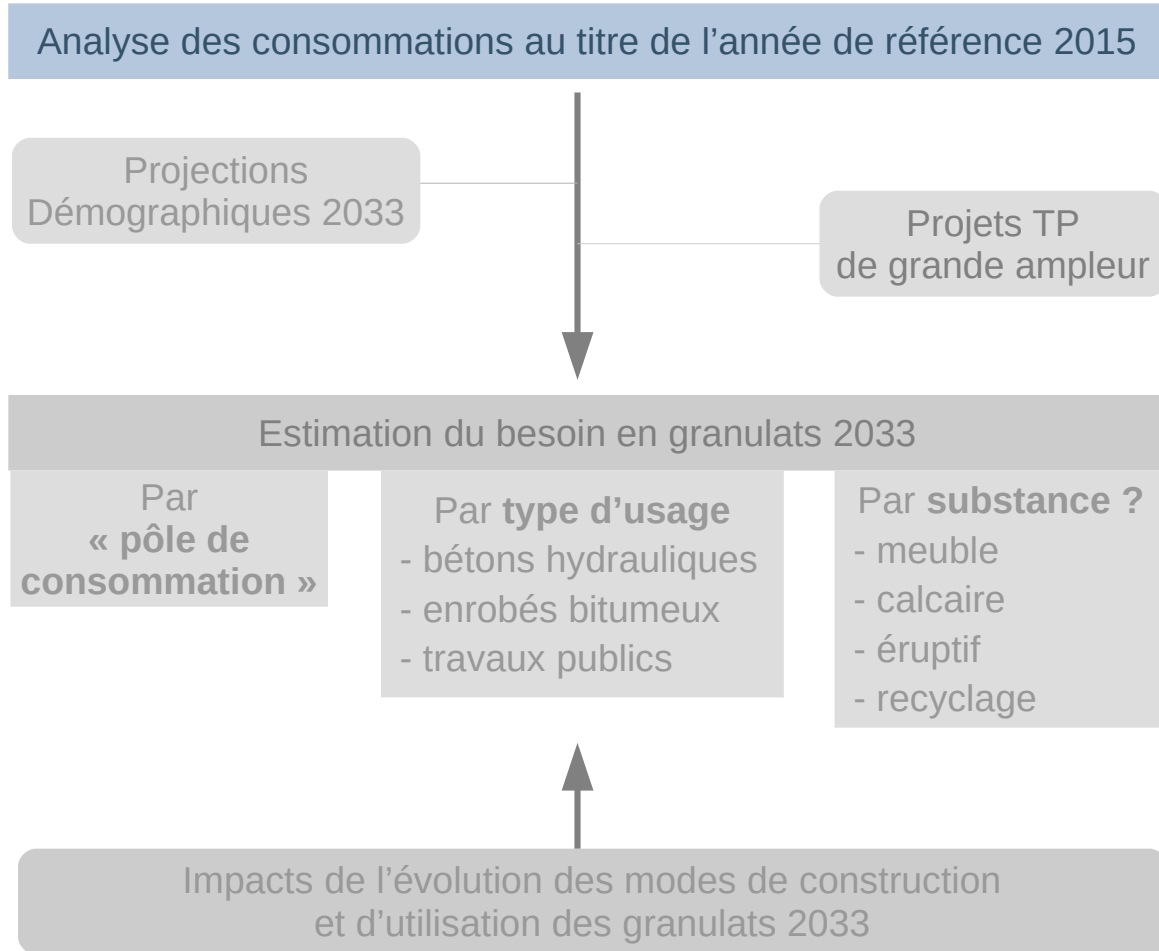 Analyse des consommations au titre de l’année de référence 2015
Projections
Démographiques 2033
Projets TP
de grande ampleur
Estimation du besoin en granulats 2033
Par
« pôle de
consommation »
Par type d’usage
- bétons hydrauliques
- enrobés bitumeux
- travaux publics
Par substance ?
- meuble
- calcaire
- éruptif
- recyclage
Impacts de l’évolution des modes de construction
et d’utilisation des granulats 2033